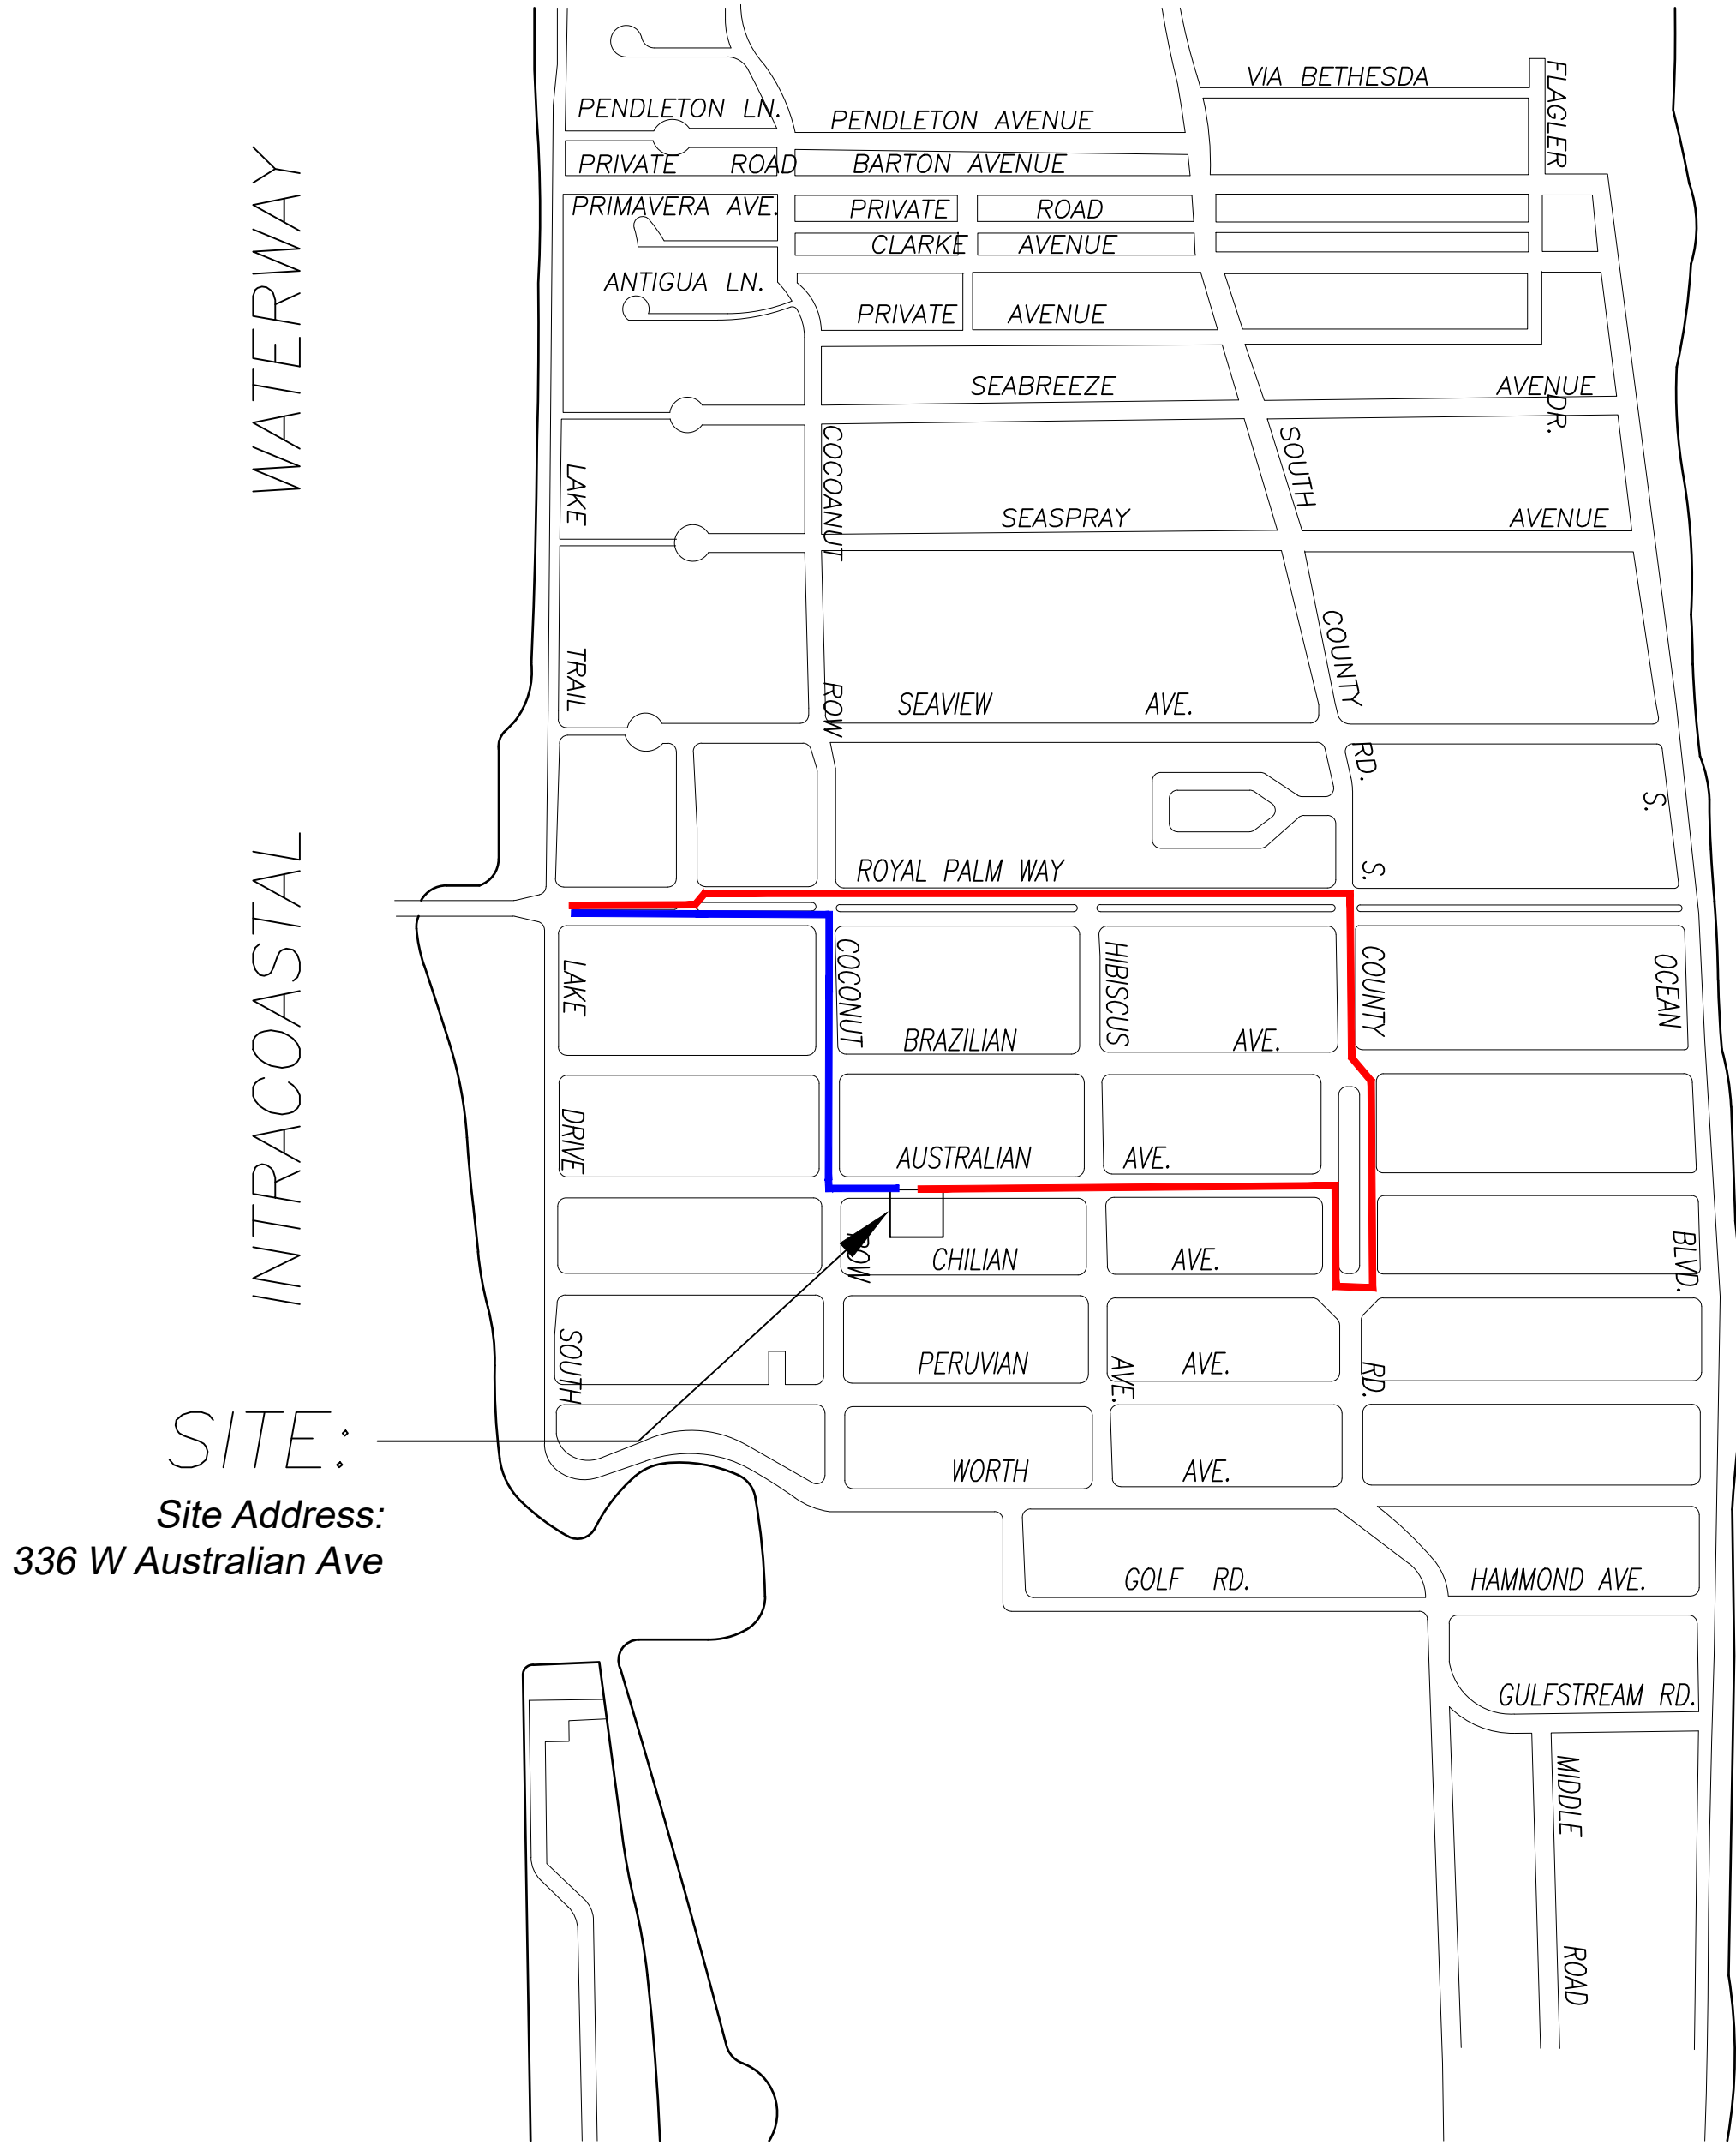 VIA BETHESDA
FLAGLER
PENDLETON LN.
PENDLETON AVENUE
PRIVATE ROAD
BARTON AVENUE
PRIMAVERA AVE.
PRIVATE ROAD
CLARKE AVENUE
ANTIGUA LN.
PRIVATE AVENUE
SEABREEZE AVENUE
DR.
WATERWAY
LAKE
COCOANUT
SOUTH
SEASPRAY AVENUE
COUNTY
TRAIL
ROW
SEAVIEW AVE.
RD.
S.
ROYAL PALM WAY
S.
INTRACOASTAL
LAKE
COCONUT
HIBISCUS
COUNTY
OCEAN
BRAZILIAN AVE.
DRIVE
AUSTRALIAN AVE.
ROW
CHILIAN AVE.
BLVD.
SOUTH
PERUVIAN AVE.
AVE.
RD.
SITE:
WORTH AVE.
Site Address:
336 W Australian Ave
GOLF RD.
HAMMOND AVE.
GULFSTREAM RD.
MIDDLE
ROAD